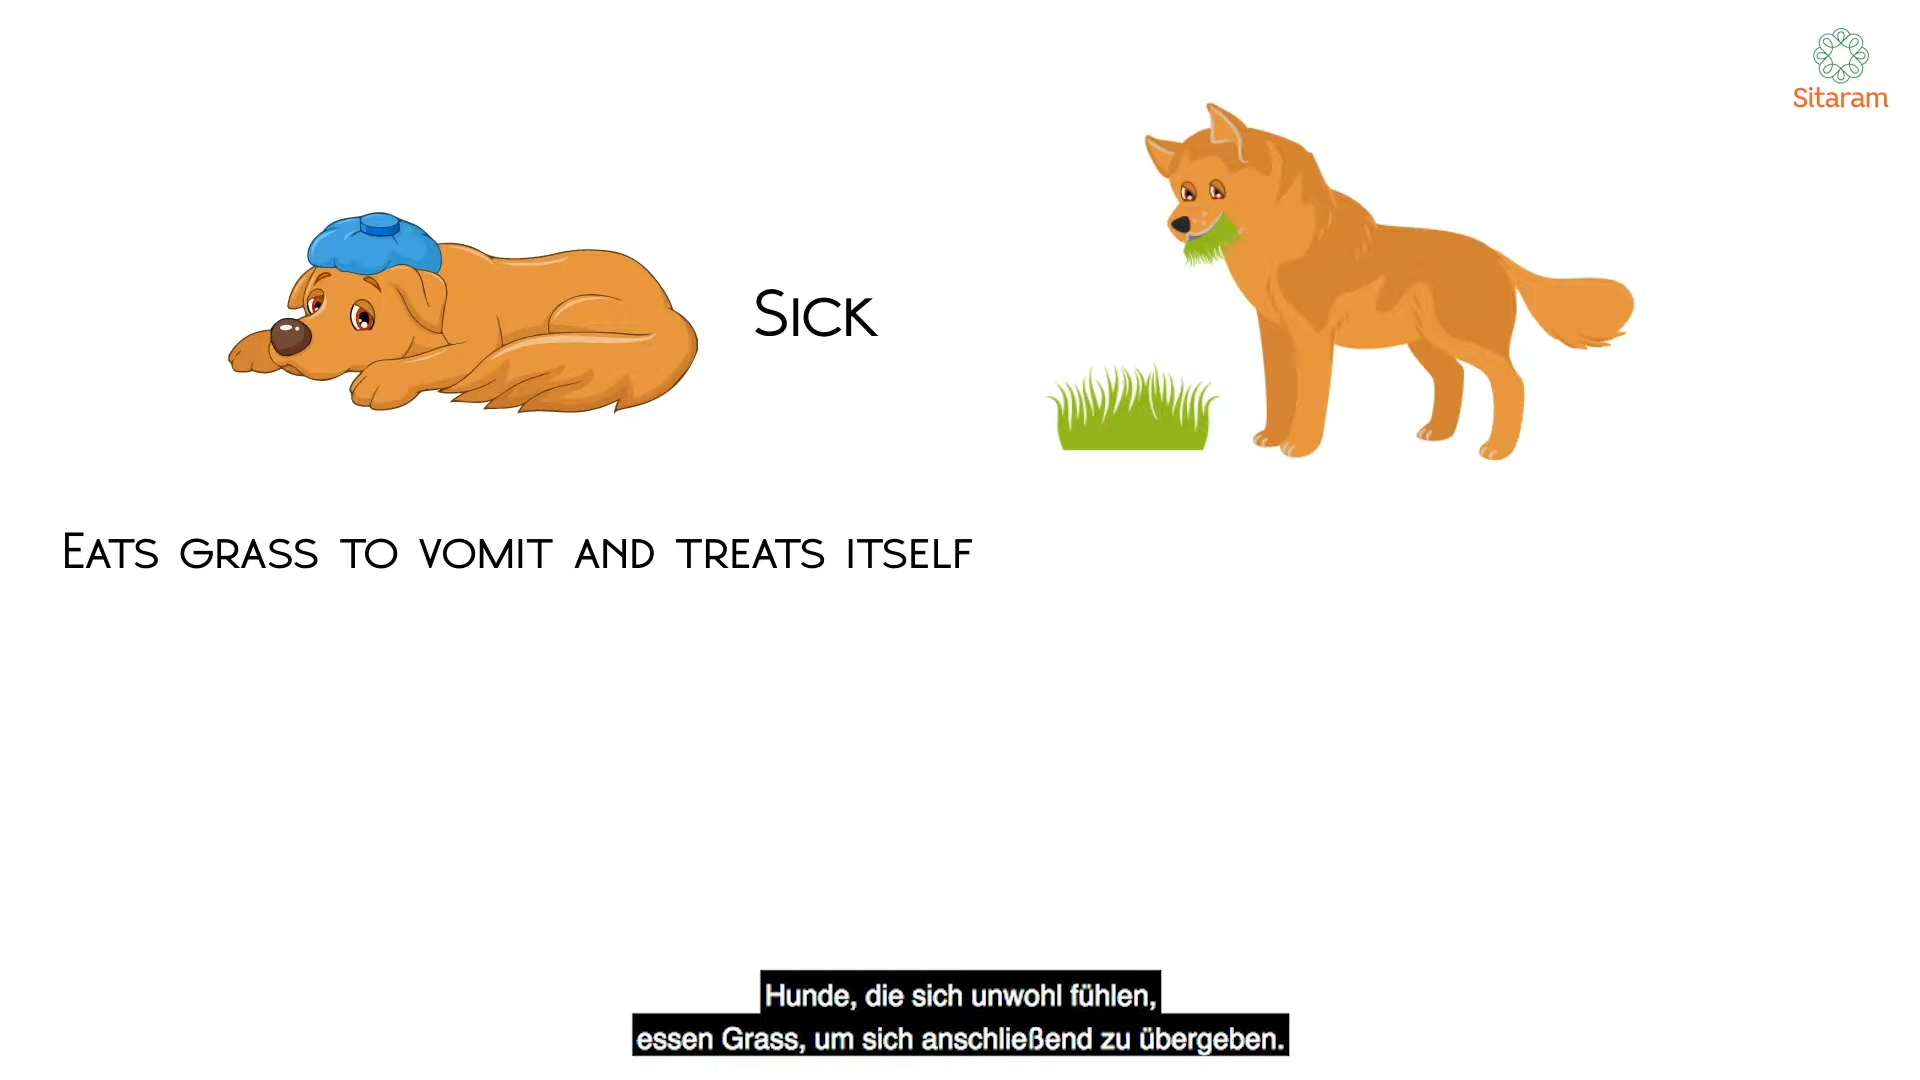 Sitaram
Sick
Eats grass to vomit and treats itself
Hunde, die sich unwohl fühlen,
essen Grass, um sich anschließend zu übergeben.